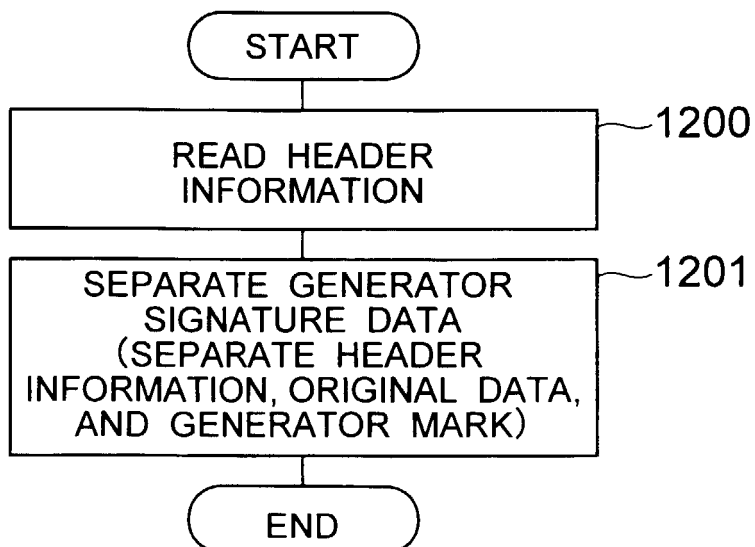 START
READ HEADER
INFORMATION
1200
SEPARATE GENERATOR
SIGNATURE DATA
(SEPARATE HEADER
INFORMATION, ORIGINAL DATA,
AND GENERATOR MARK)
1201
END